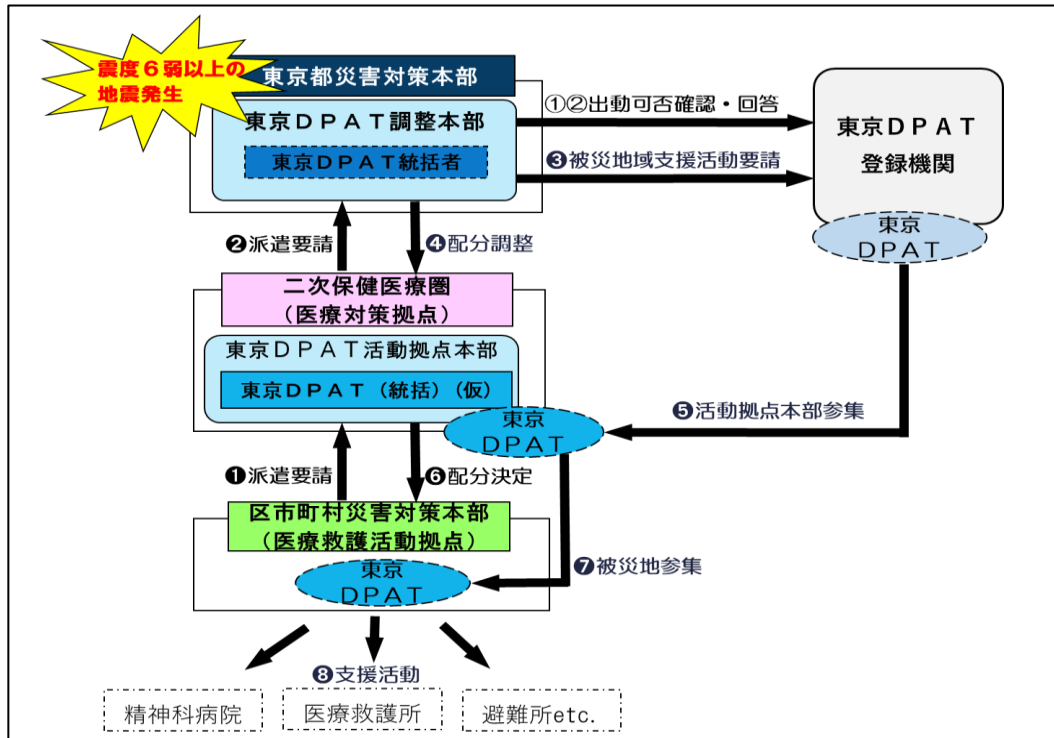 震度６弱以上の
地震発生
東京都災害対策本部
東京ＤＰＡＴ調整本部
東京ＤＰＡＴ統括者
①②出動可否確認・回答
❸被災地域支援活動要請
東京ＤＰＡＴ
登録機関
東京
ＤＰＡＴ
❷派遣要請
❹配分調整
二次保健医療圏
（医療対策拠点）
東京ＤＰＡＴ活動拠点本部
東京ＤＰＡＴ（統括）（仮）
東京
ＤＰＡＴ
❺活動拠点本部参集
❶派遣要請
❻配分決定
区市町村災害対策本部
（医療救護活動拠点）
東京
ＤＰＡＴ
❼被災地参集
❽支援活動
精神科病院
医療救護所
避難所etc.